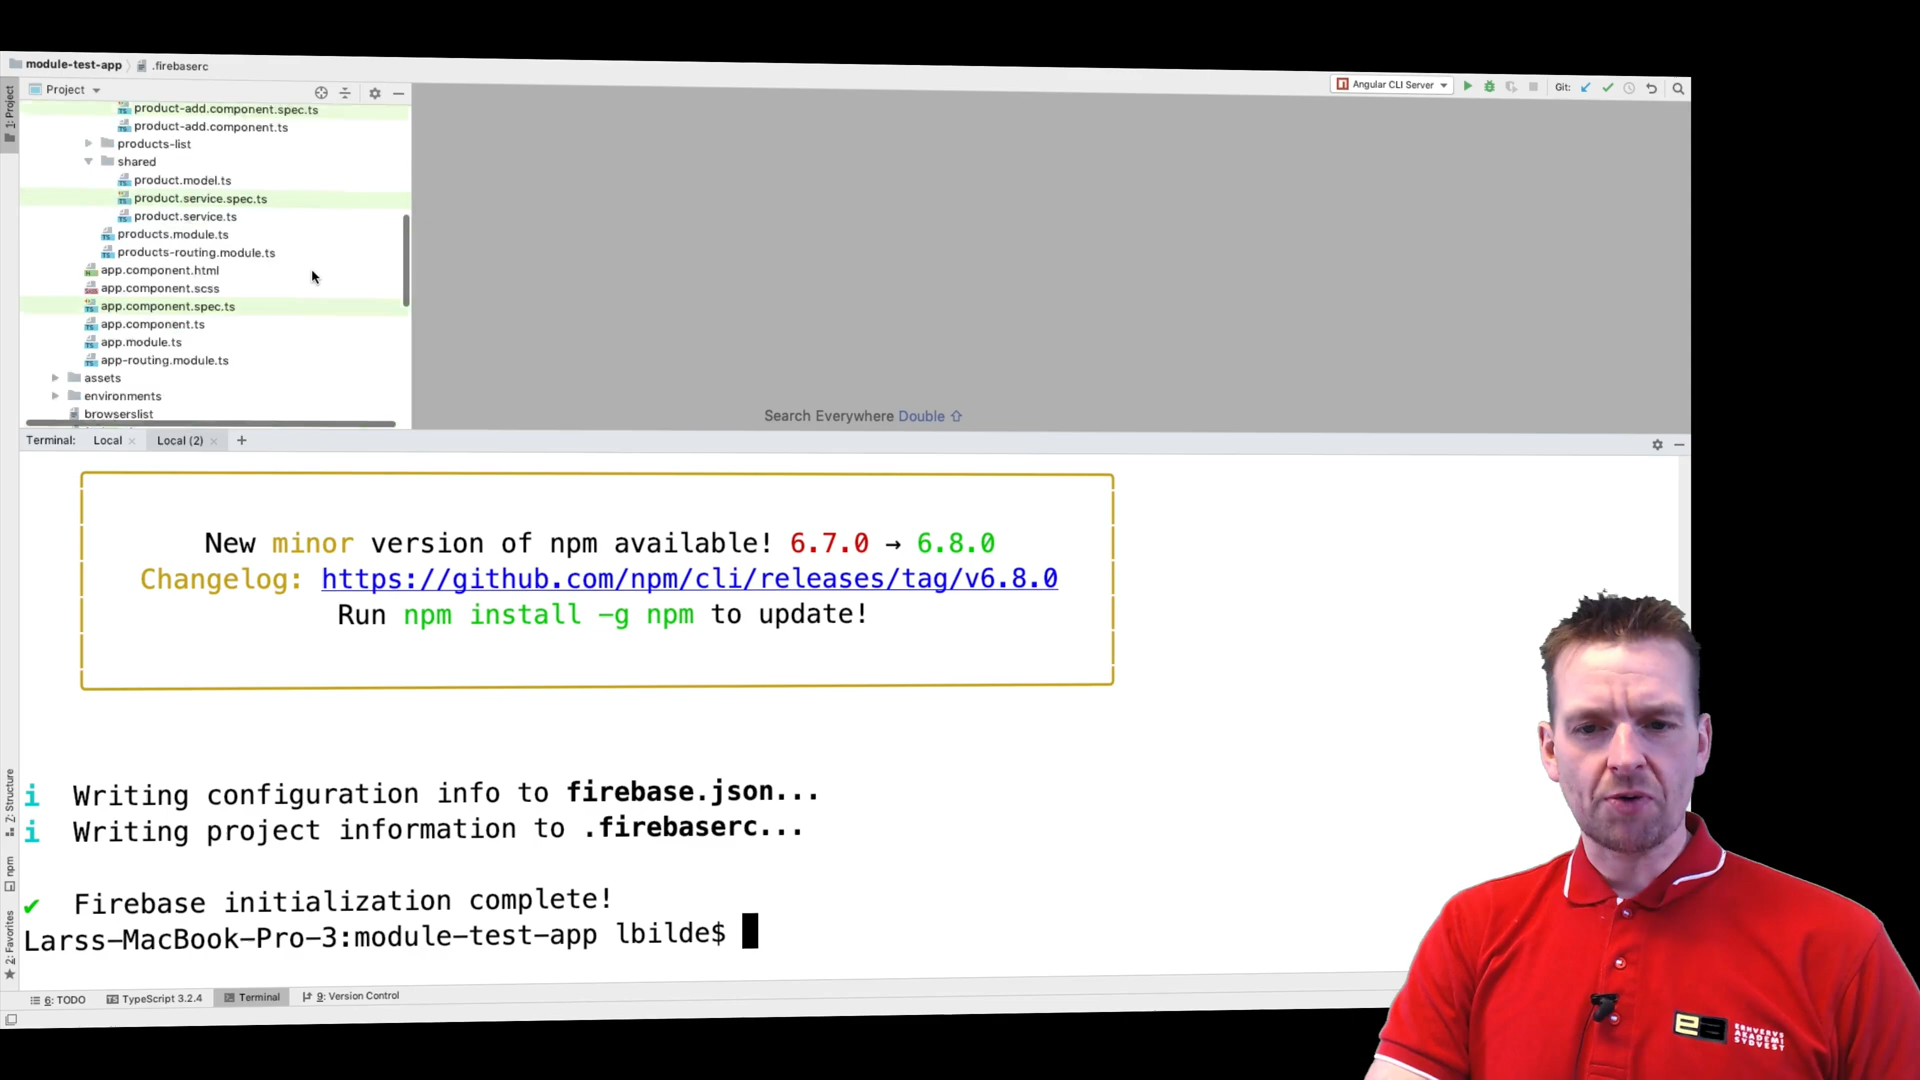 module-test-app
.firebaserc
Angular CLI Server
Git:
1: Project
Project
product-add.component.spec.ts
product-add.component.ts
products-list
shared
product.model.ts
product.service.spec.ts
product.service.ts
products.module.ts
products-routing.module.ts
app.component.html
app.component.scss
app.component.spec.ts
app.component.ts
app.module.ts
app-routing.module.ts
assets
environments
browserslist
Search Everywhere Double ⇧
Terminal: Local Local (2)
New minor version of npm available! 6.7.0 → 6.8.0
Changelog: https://github.com/npm/cli/releases/tag/v6.8.0
Run npm install -g npm to update!
i Writing configuration info to firebase.json...
i Writing project information to .firebaserc...
✔ Firebase initialization complete!
Larss-MacBook-Pro-3:module-test-app lbilde$
Z: Structure
npm
2: Favorites
6: TODO TypeScript 3.2.4 Terminal 9: Version Control
ea
ERHVERVS
AKADEMI
SYDVEST